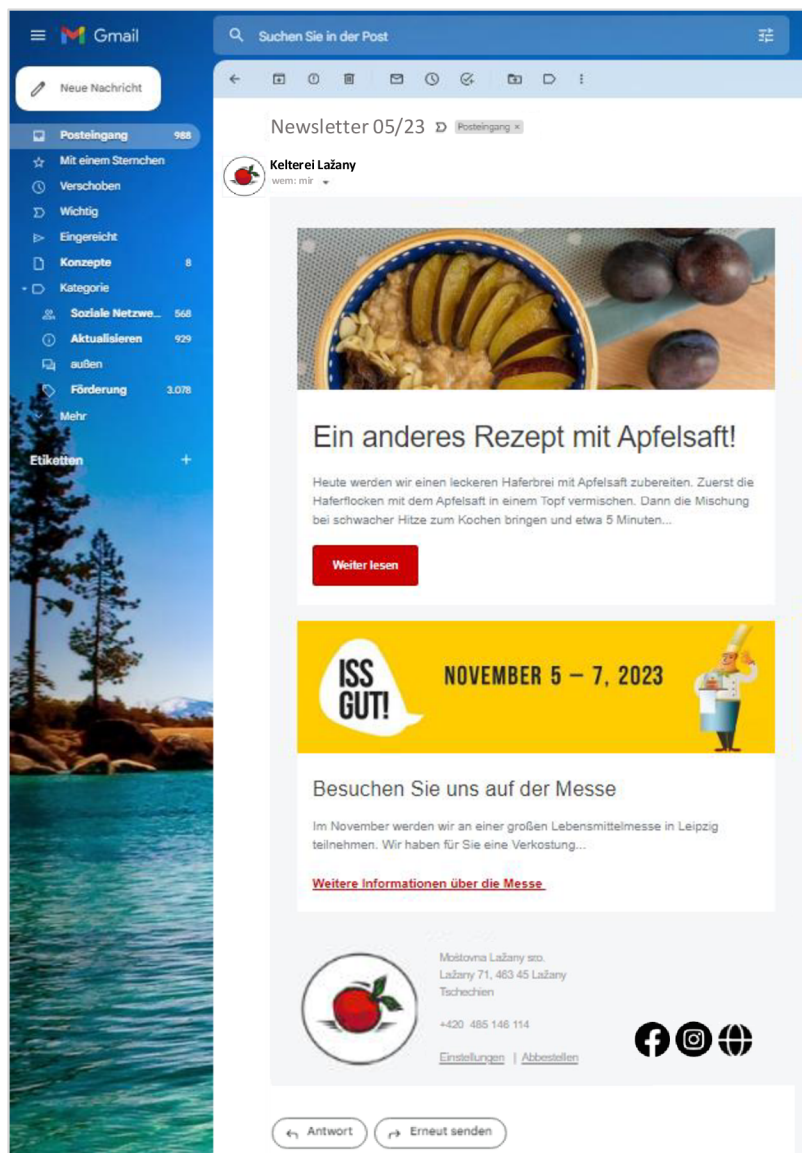 Gmail
Suchen Sie in der Post
Neue Nachricht
Posteingang 988
Mit einem Sternchen
Verschoben
Wichtig
Eingereicht
Konzepte 8
Kategorie
Soziale Netzwe... 568
Aktualisieren 929
außen
Förderung 3.078
Mehr
Etiketten +
Newsletter 05/23 Posteingang ×
Kelterei Lažany
wem: mir
Ein anderes Rezept mit Apfelsaft!
Heute werden wir einen leckeren Haferbrei mit Apfelsaft zubereiten. Zuerst die
Haferflocken mit dem Apfelsaft in einem Topf vermischen. Dann die Mischung
bei schwacher Hitze zum Kochen bringen und etwa 5 Minuten...
Weiter lesen
ISS
GUT!
NOVEMBER 5 – 7, 2023
Besuchen Sie uns auf der Messe
Im November werden wir an einer großen Lebensmittelmesse in Leipzig
teilnehmen. Wir haben für Sie eine Verkostung...
Weitere Informationen über die Messe
Moštovna Lažany sro.
Lažany 71, 463 45 Lažany
Tschechien
+420 485 146 114
Einstellungen | Abbestellen
Antwort
Erneut senden